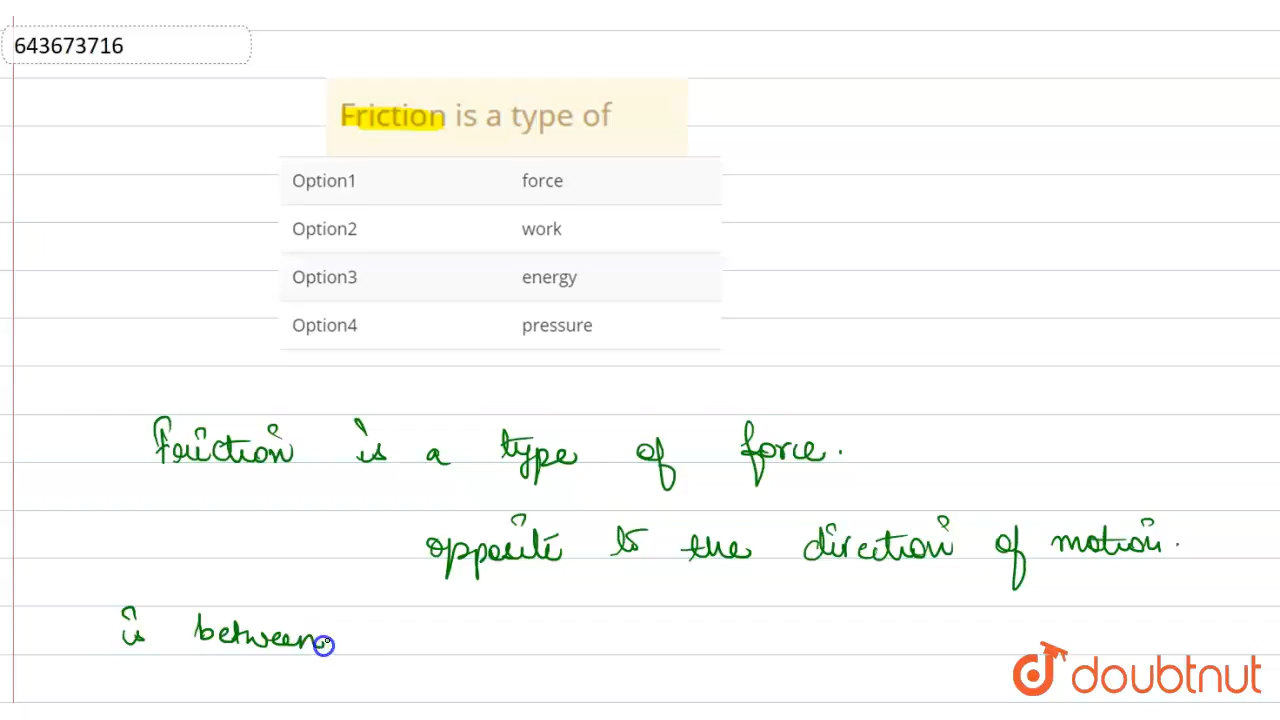 643673716
Friction is a type of
Option1 force
Option2 work
Option3 energy
Option4 pressure
Friction is a type of force.
opposite to the direction of motion.
is between
doubtnut